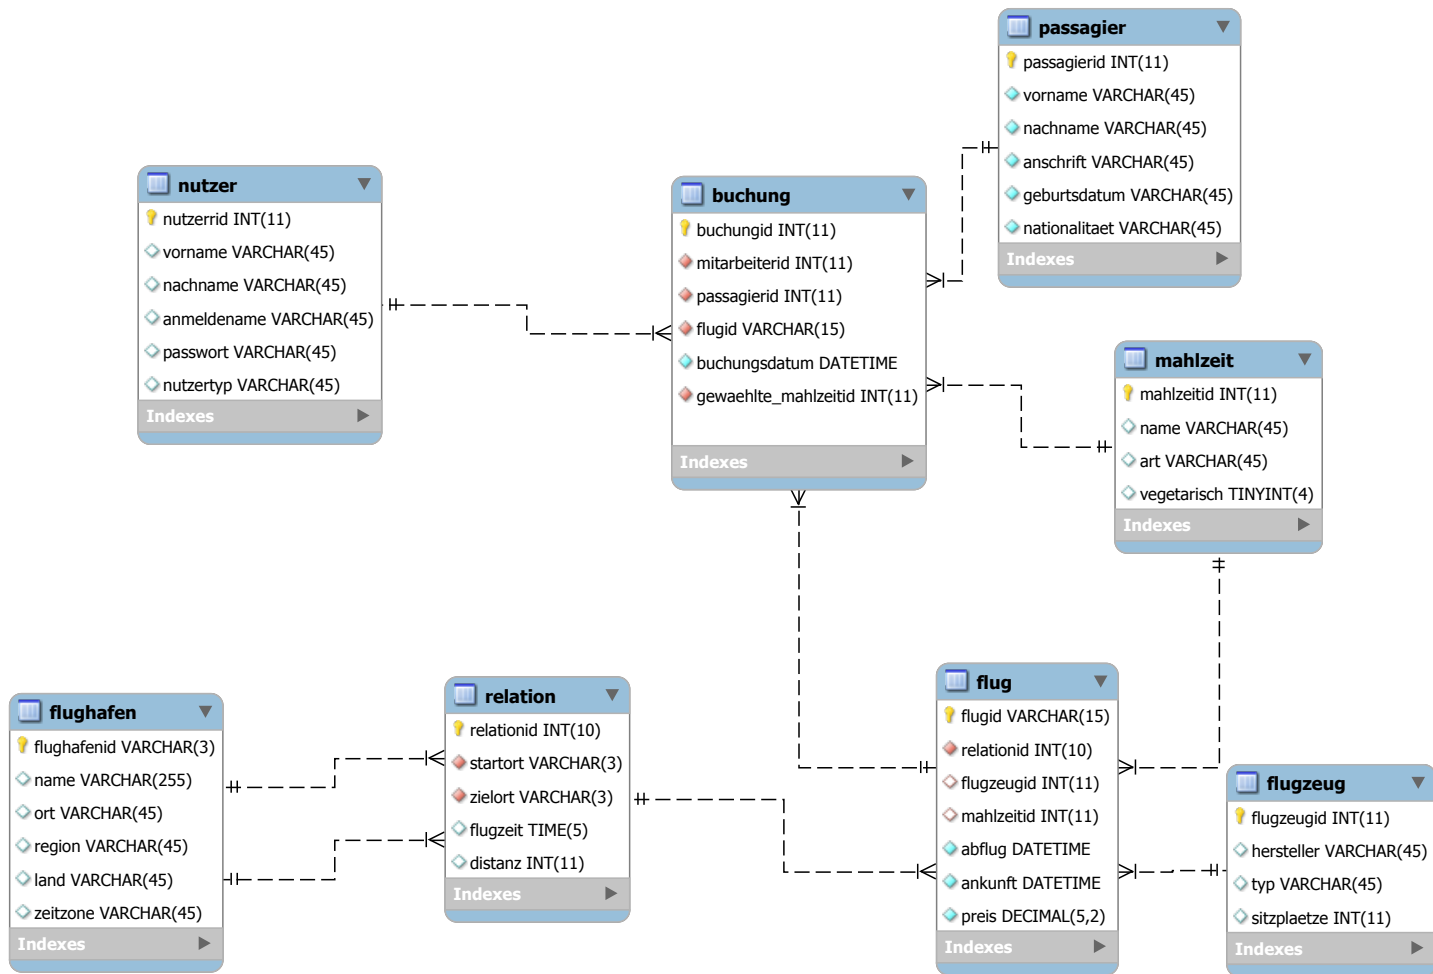 passagier
passagierid INT(11)
vorname VARCHAR(45)
nachname VARCHAR(45)
anschrift VARCHAR(45)
geburtsdatum VARCHAR(45)
nationalitaet VARCHAR(45)
Indexes
nutzer
nutzerrid INT(11)
vorname VARCHAR(45)
nachname VARCHAR(45)
anmeldename VARCHAR(45)
passwort VARCHAR(45)
nutzertyp VARCHAR(45)
Indexes
buchung
buchungid INT(11)
mitarbeiterid INT(11)
passagierid INT(11)
flugid VARCHAR(15)
buchungsdatum DATETIME
gewaehlte_mahlzeitid INT(11)
Indexes
mahlzeit
mahlzeitid INT(11)
name VARCHAR(45)
art VARCHAR(45)
vegetarisch TINYINT(4)
Indexes
flughafen
flughafenid VARCHAR(3)
name VARCHAR(255)
ort VARCHAR(45)
region VARCHAR(45)
land VARCHAR(45)
zeitzone VARCHAR(45)
Indexes
relation
relationid INT(10)
startort VARCHAR(3)
zielort VARCHAR(3)
flugzeit TIME(5)
distanz INT(11)
Indexes
flug
flugid VARCHAR(15)
relationid INT(10)
flugzeugid INT(11)
mahlzeitid INT(11)
abflug DATETIME
ankunft DATETIME
preis DECIMAL(5,2)
Indexes
flugzeug
flugzeugid INT(11)
hersteller VARCHAR(45)
typ VARCHAR(45)
sitzplaetze INT(11)
Indexes